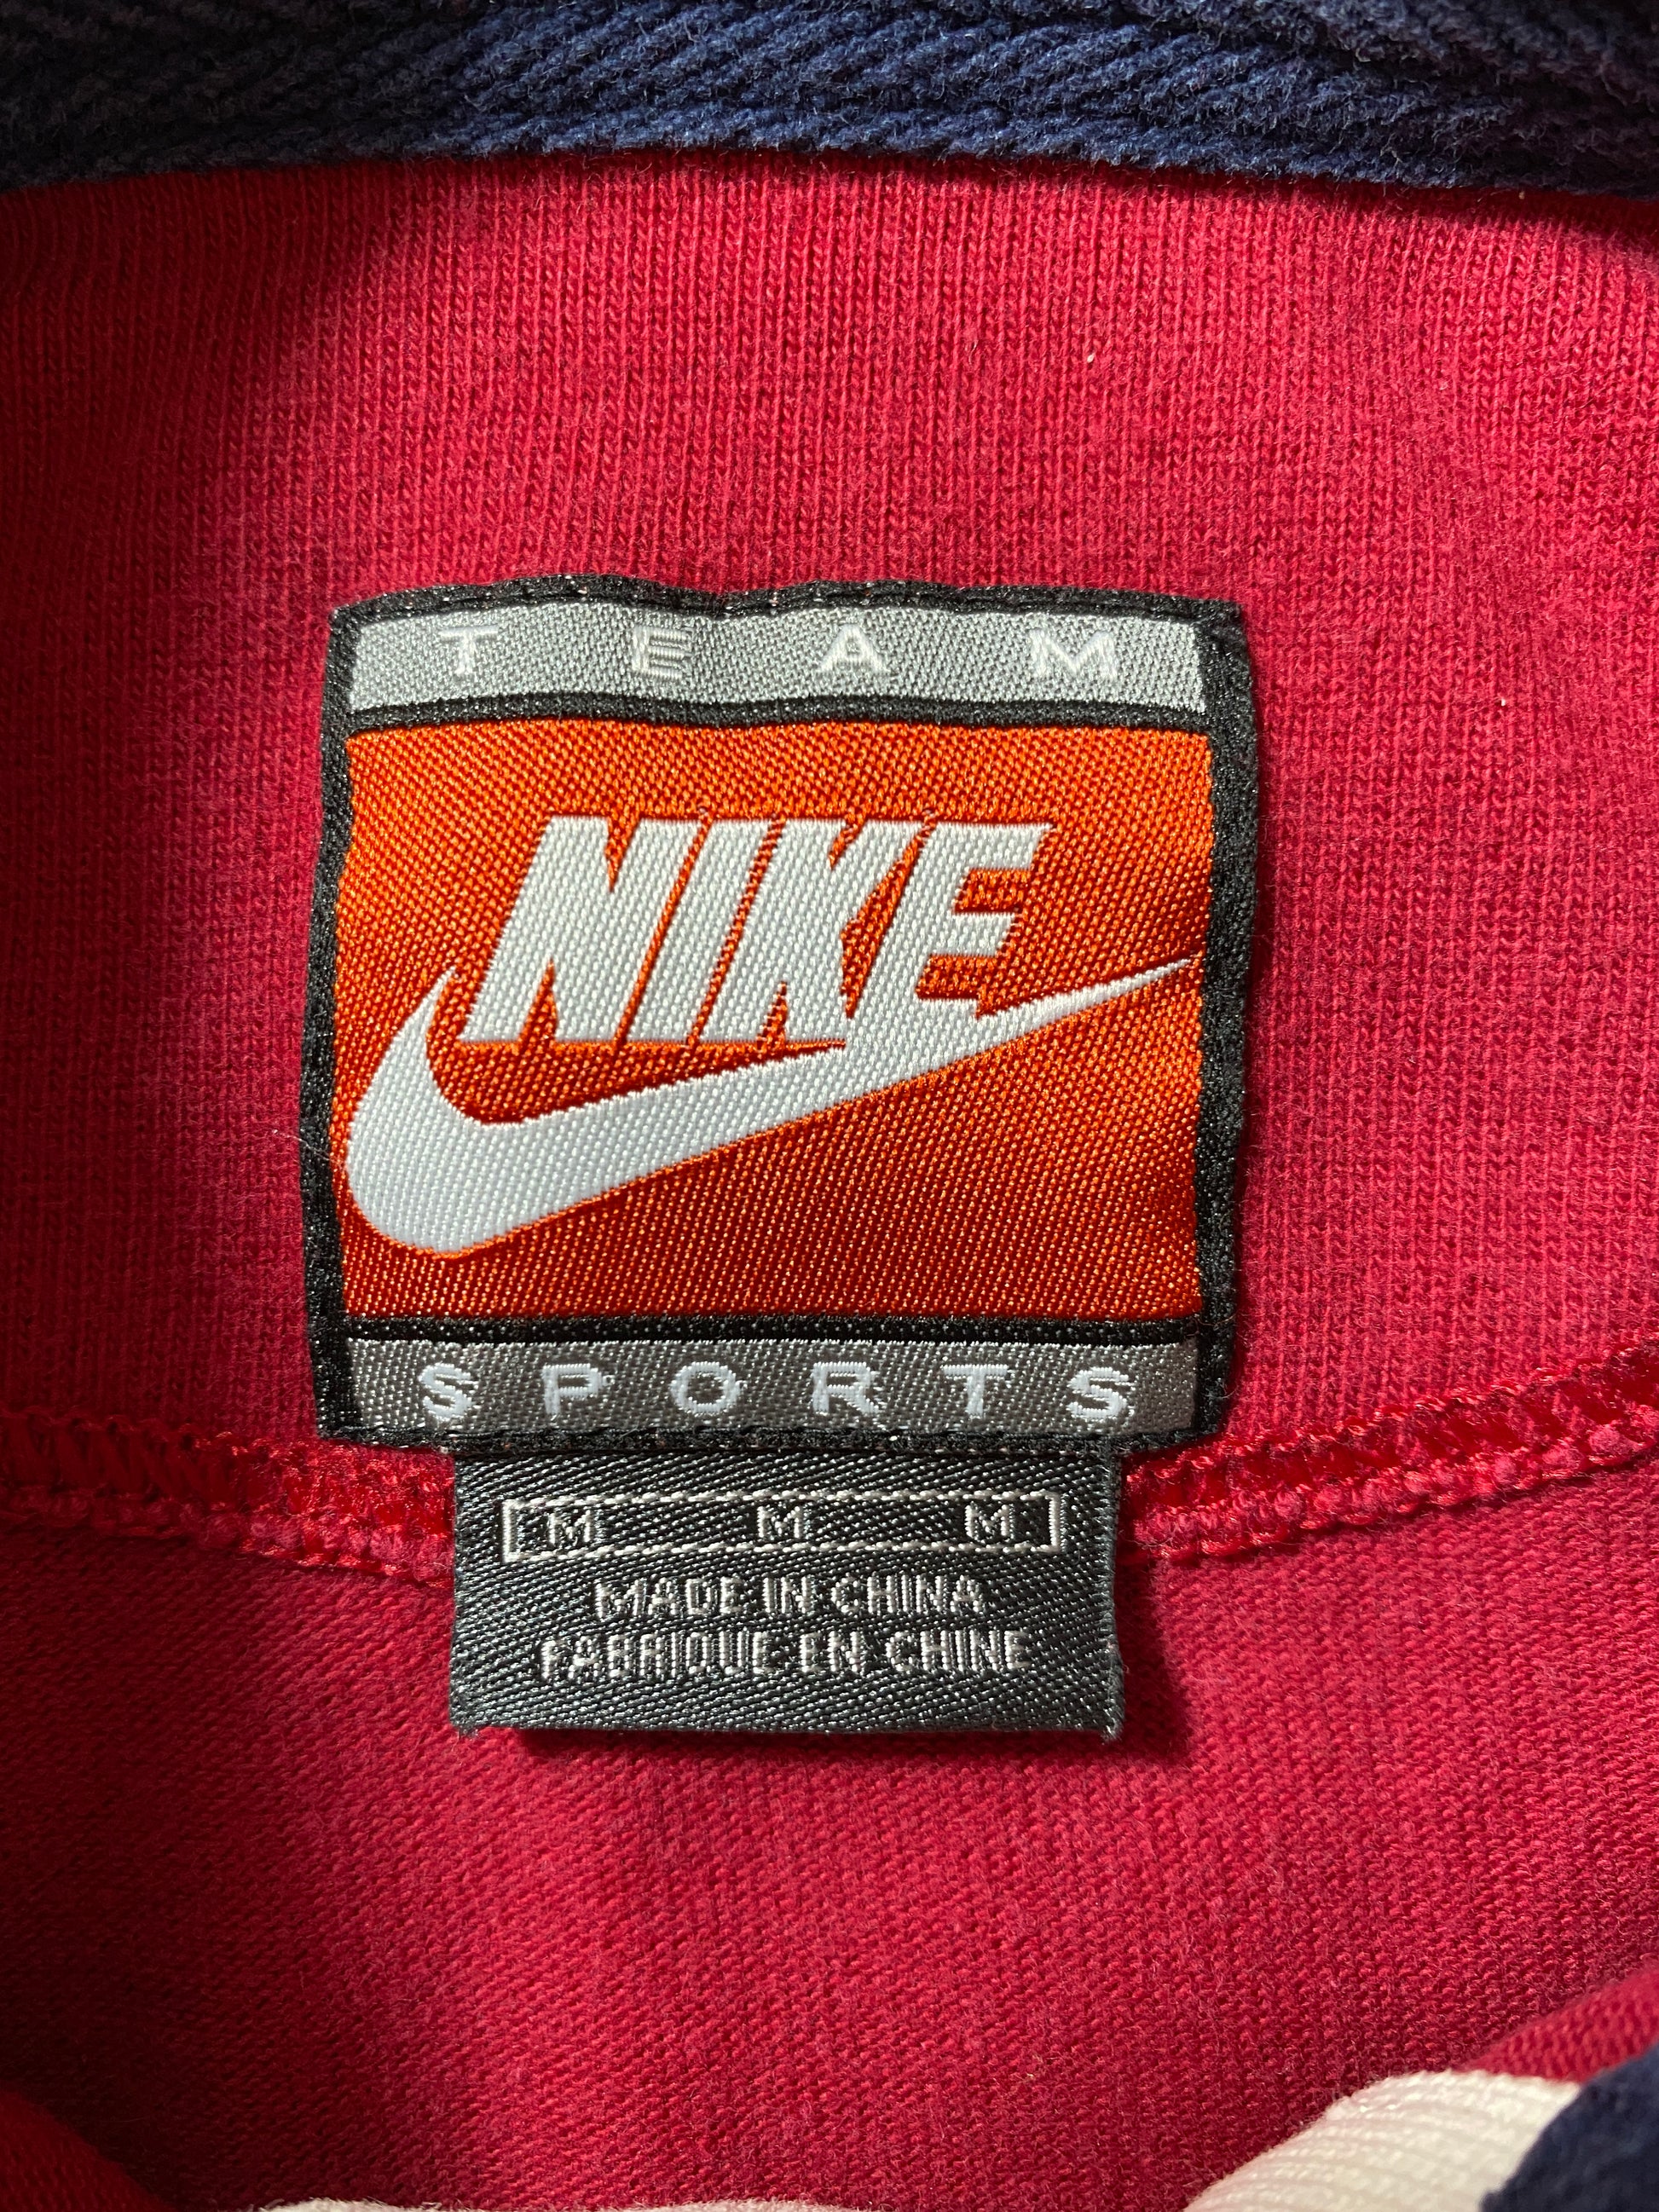 TEAM
NIKE
SPORTS
M M M
MADE IN CHINA
FABRIQUE EN CHINE